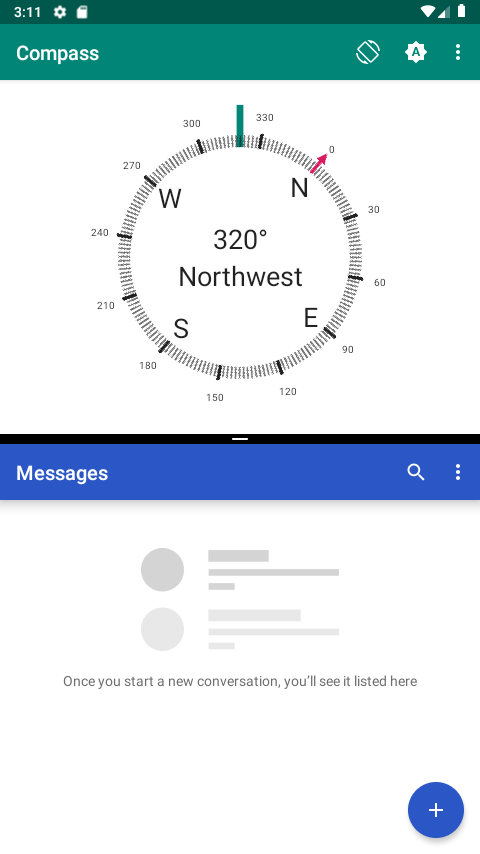 3:11
Compass
A
300
330
270
0
W
N
240
30
320°
Northwest
210
60
S
E
180
90
150
120
Messages
Once you start a new conversation, you'll see it listed here